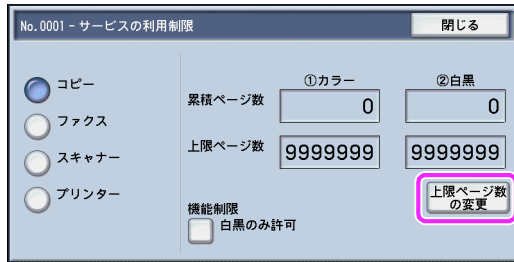 No.0001 - サービスの利用制限
閉じる
コピー
ファクス
スキャナー
プリンター
①カラー
②白黒
累積ページ数
0
0
上限ページ数
9999999
9999999
上限ページ数
の変更
機能制限
白黒のみ許可